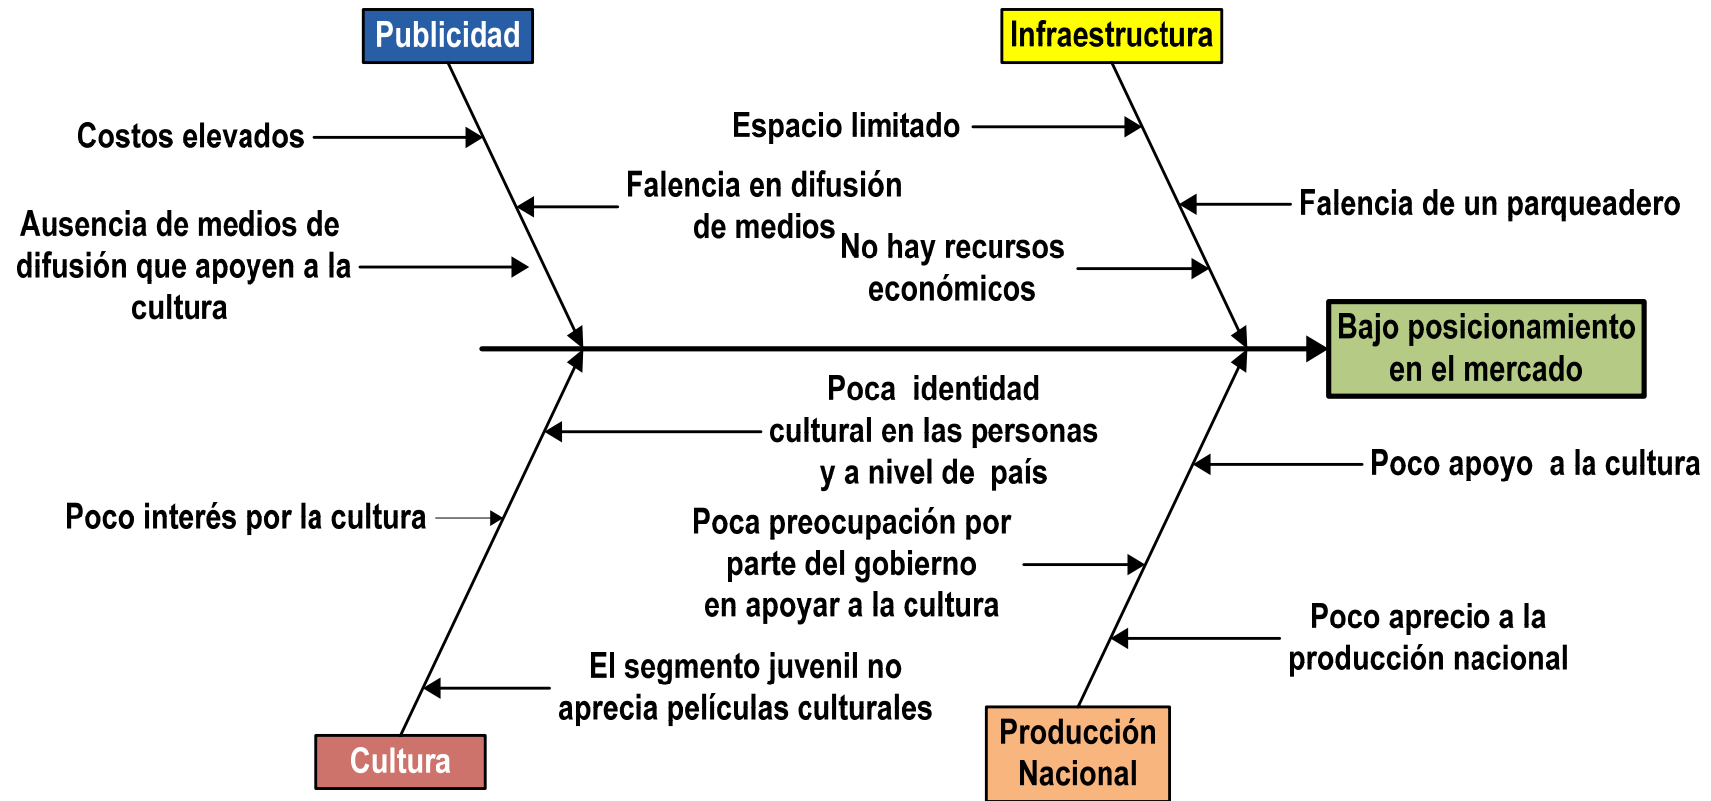 Publicidad
Infraestructura
Costos elevados
Espacio limitado
Falencia en difusión
de medios
Falencia de un parqueadero
Ausencia de medios de
difusión que apoyen a la
cultura
No hay recursos
económicos
Bajo posicionamiento
en el mercado
Poca  identidad
cultural en las personas
y a nivel de  país
Poco apoyo  a la cultura
Poco interés por la cultura
Poca preocupación por
parte del gobierno
en apoyar a la cultura
Poco aprecio a la
producción nacional
El segmento juvenil no
aprecia películas culturales
Cultura
Producción
Nacional